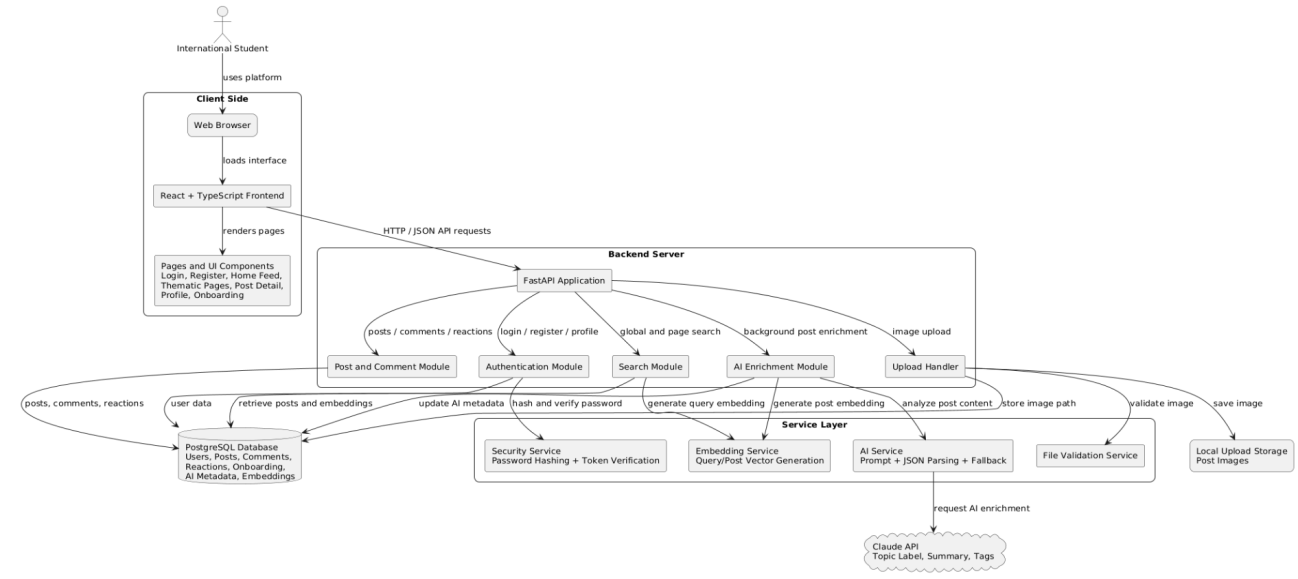 International Student
uses platform
Client Side
Web Browser
loads interface
React + TypeScript Frontend
renders pages
HTTP / JSON API requests
Pages and UI Components
Login, Register, Home Feed,
Thematic Pages, Post Detail,
Profile, Onboarding
Backend Server
FastAPI Application
posts / comments / reactions
login / register / profile
global and page search
background post enrichment
image upload
Post and Comment Module
Authentication Module
Search Module
AI Enrichment Module
Upload Handler
posts, comments, reactions
user data
retrieve posts and embeddings
update AI metadata
hash and verify password
generate query embedding
generate post embedding
analyze post content
store image path
validate image
save image
PostgreSQL Database
Users, Posts, Comments,
Reactions, Onboarding,
AI Metadata, Embeddings
Service Layer
Security Service
Password Hashing + Token Verification
Embedding Service
Query/Post Vector Generation
AI Service
Prompt + JSON Parsing + Fallback
File Validation Service
Local Upload Storage
Post Images
request AI enrichment
Claude API
Topic Label, Summary, Tags